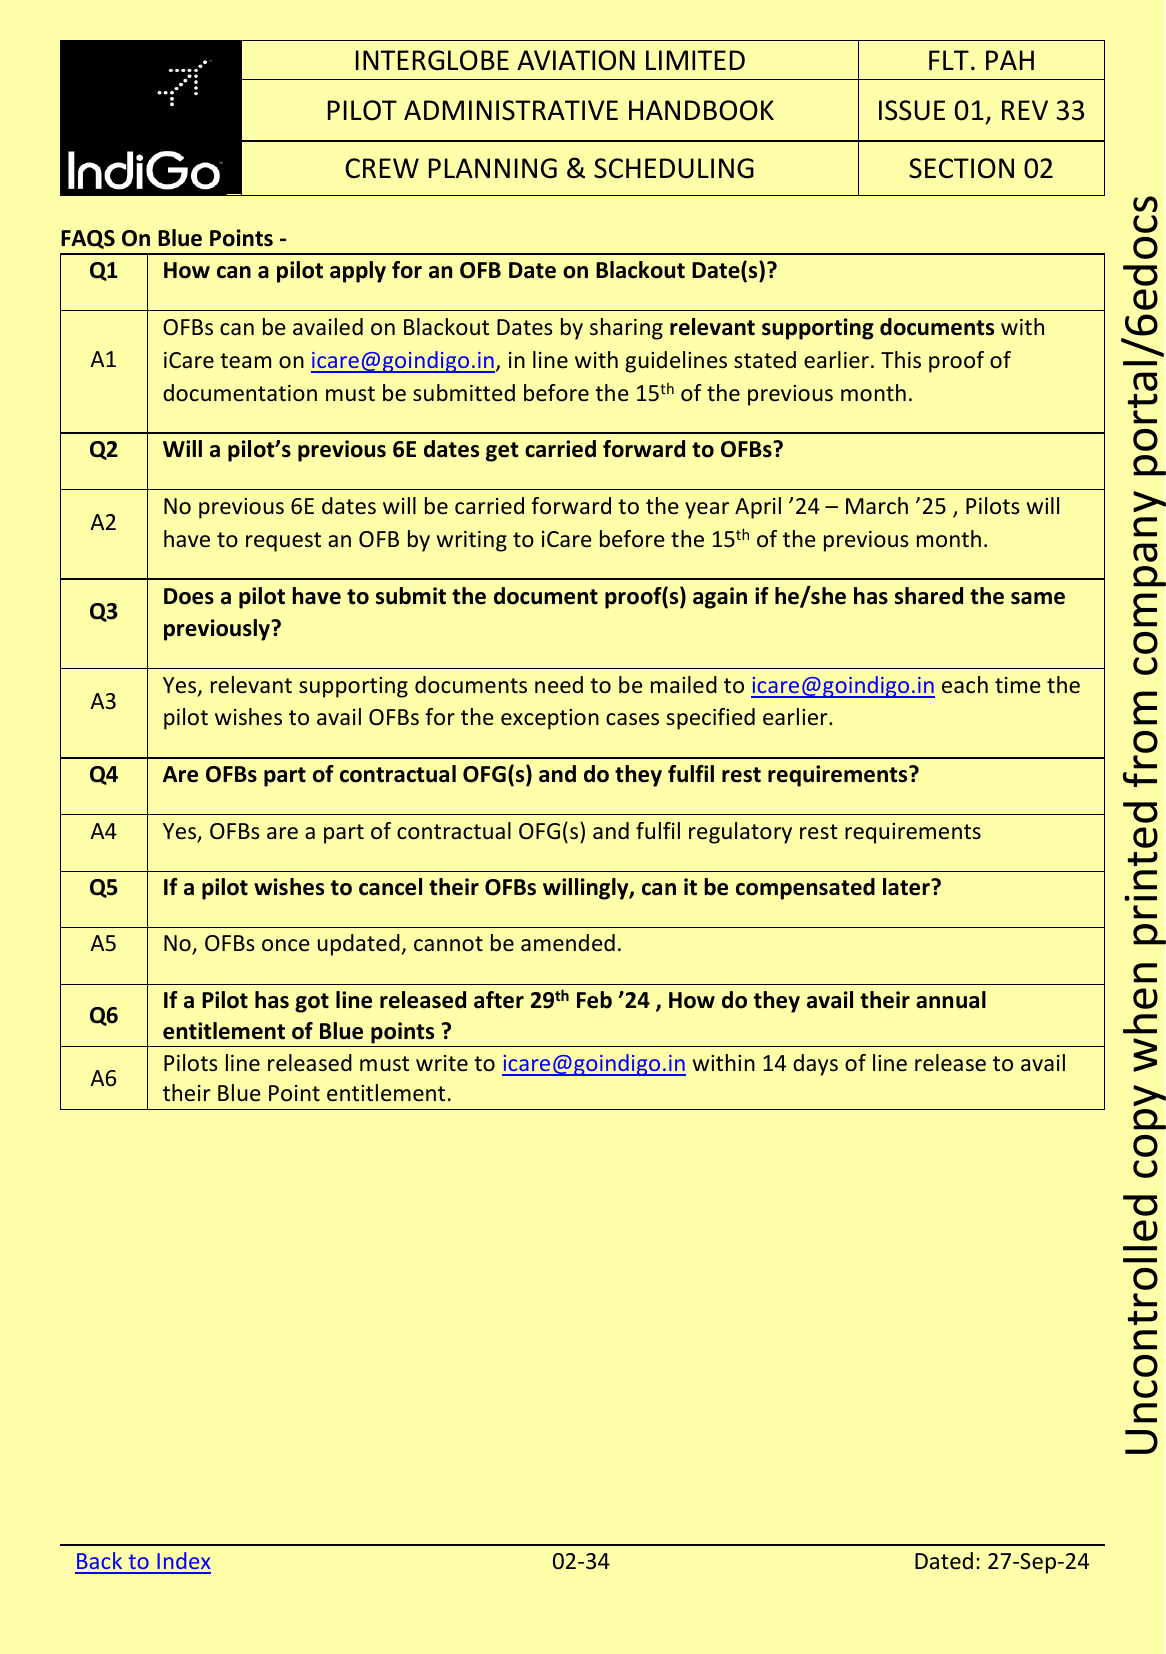 INTERGLOBE AVIATION LIMITED
FLT. PAH
PILOT ADMINISTRATIVE HANDBOOK
ISSUE 01, REV 33
IndiGo
CREW PLANNING & SCHEDULING
SECTION 02
FAQS On Blue Points -
Q1
How can a pilot apply for an OFB Date on Blackout Date(s)?
A1
OFBs can be availed on Blackout Dates by sharing relevant supporting documents with
iCare team on icare@goindigo.in, in line with guidelines stated earlier. This proof of
documentation must be submitted before the 15th of the previous month.
Q2
Will a pilot’s previous 6E dates get carried forward to OFBs?
A2
No previous 6E dates will be carried forward to the year April ’24 – March ’25 , Pilots will
have to request an OFB by writing to iCare before the 15th of the previous month.
Q3
Does a pilot have to submit the document proof(s) again if he/she has shared the same
previously?
A3
Yes, relevant supporting documents need to be mailed to icare@goindigo.in each time the
pilot wishes to avail OFBs for the exception cases specified earlier.
Q4
Are OFBs part of contractual OFG(s) and do they fulfil rest requirements?
A4
Yes, OFBs are a part of contractual OFG(s) and fulfil regulatory rest requirements
Q5
If a pilot wishes to cancel their OFBs willingly, can it be compensated later?
A5
No, OFBs once updated, cannot be amended.
Q6
If a Pilot has got line released after 29th Feb ’24 , How do they avail their annual
entitlement of Blue points ?
A6
Pilots line released must write to icare@goindigo.in within 14 days of line release to avail
their Blue Point entitlement.
Uncontrolled copy when printed from company portal/6edocs
Back to Index
02-34
Dated: 27-Sep-24